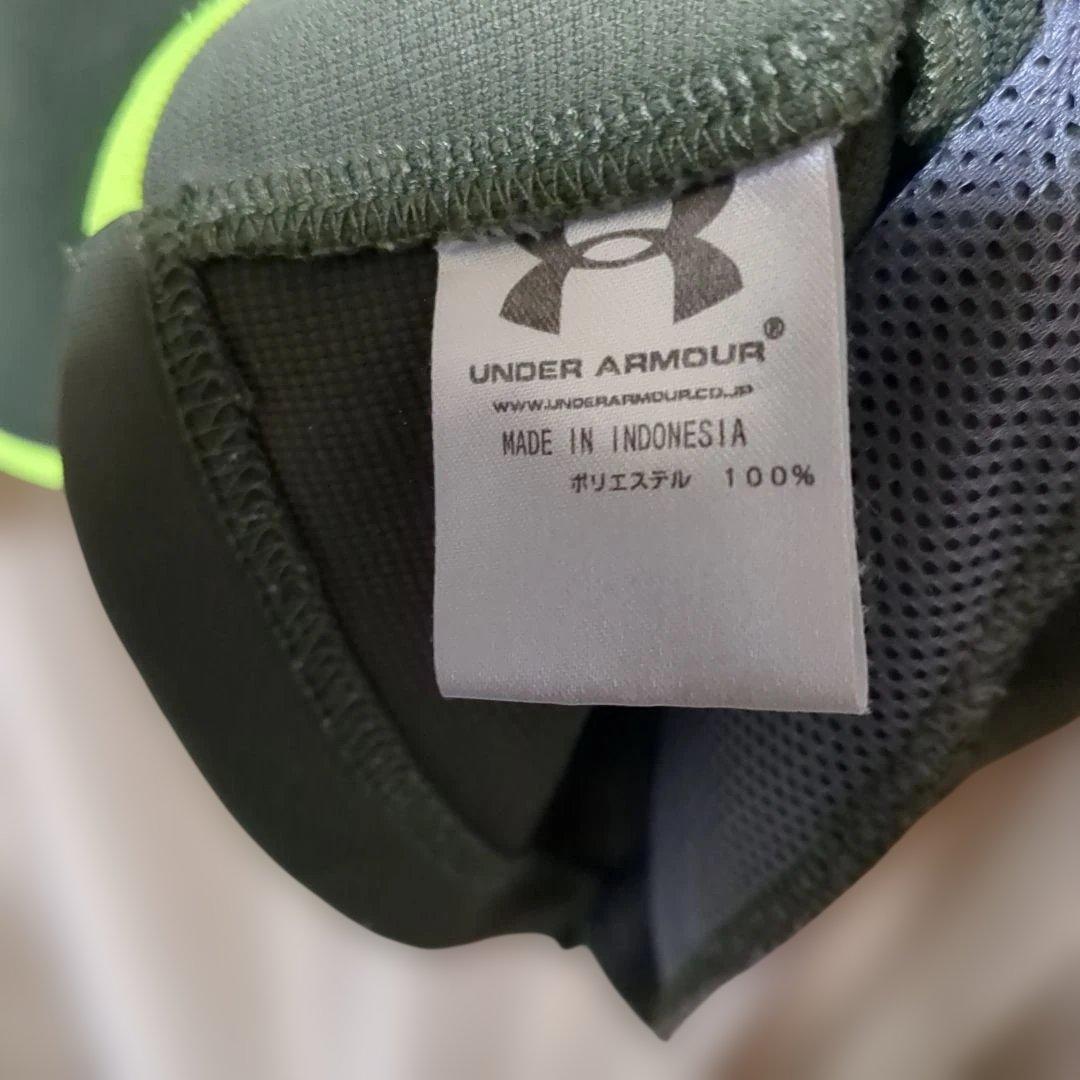 UNDER ARMOUR®
WWW.UNDERARMOUR.CO.JP
MADE IN INDONESIA
ポリエステル 100%